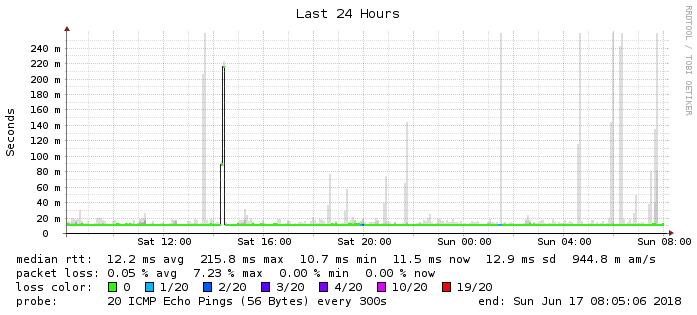 Last 24 Hours
RRDTOOL / TOBI OETIKER
Seconds
240 m
220 m
200 m
180 m
160 m
140 m
120 m
100 m
80 m
60 m
40 m
20 m
0
Sat 12:00 Sat 16:00 Sat 20:00 Sun 00:00 Sun 04:00 Sun 08:00
median rtt: 12.2 ms avg 215.8 ms max 10.7 ms min 11.5 ms now 12.9 ms sd 944.8 m am/s
packet loss: 0.05 % avg 7.23 % max 0.00 % min 0.00 % now
loss color: 0 1/20 2/20 3/20 4/20 10/20 19/20
probe: 20 ICMP Echo Pings (56 Bytes) every 300s end: Sun Jun 17 08:05:06 2018